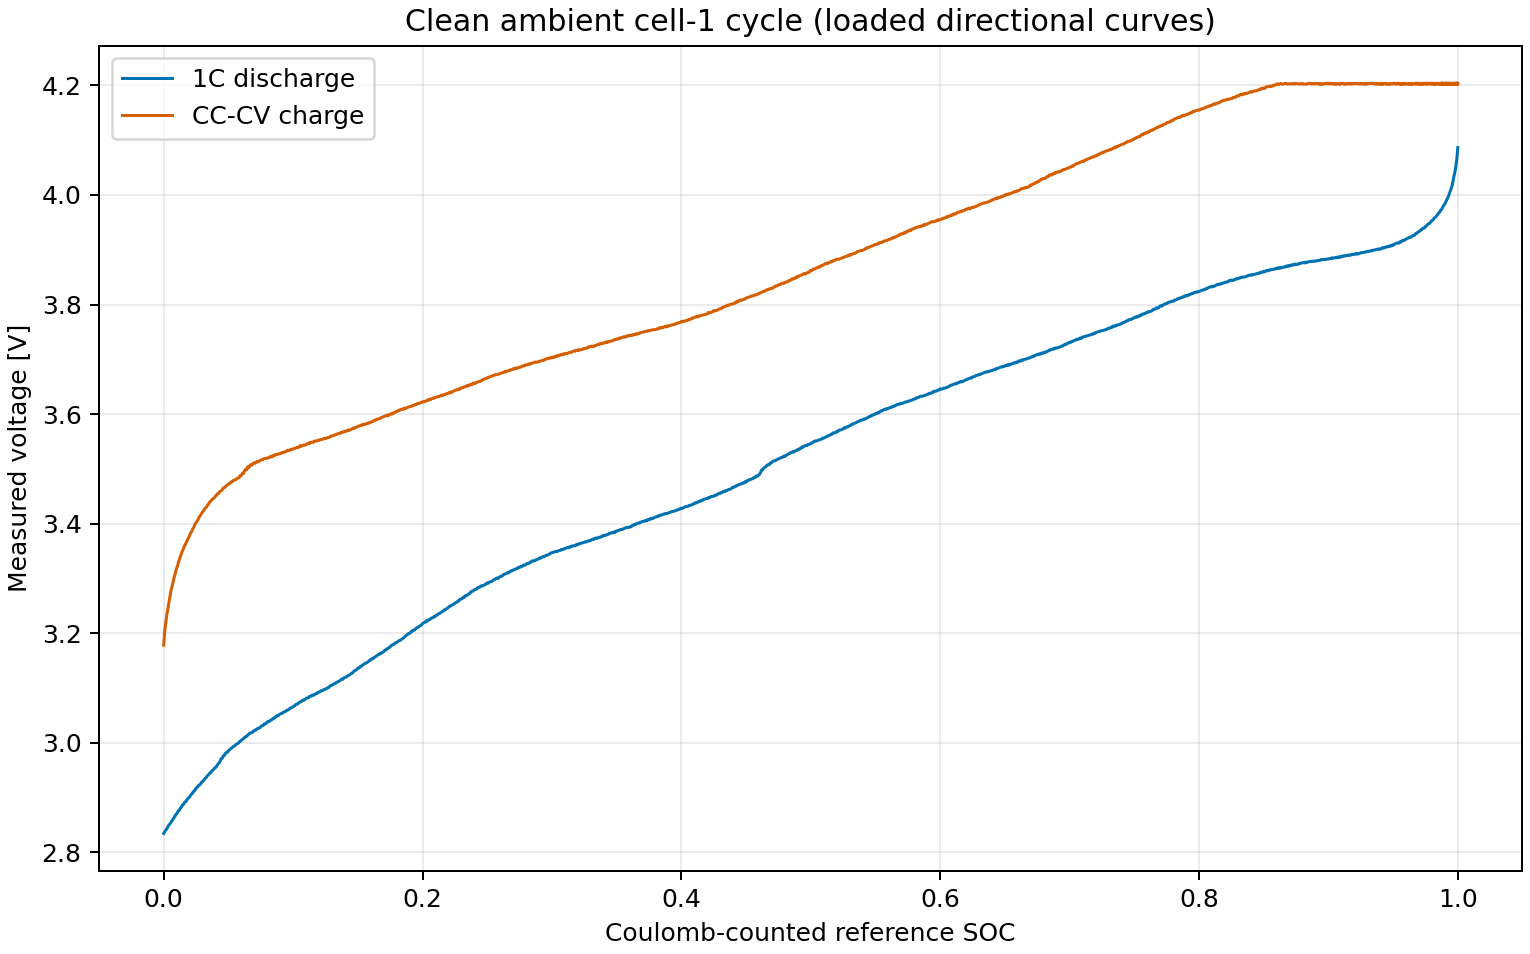 Clean ambient cell-1 cycle (loaded directional curves)
1C discharge
CC-CV charge
Measured voltage [V]
4.2
4.0
3.8
3.6
3.4
3.2
3.0
2.8
0.0 0.2 0.4 0.6 0.8 1.0
Coulomb-counted reference SOC